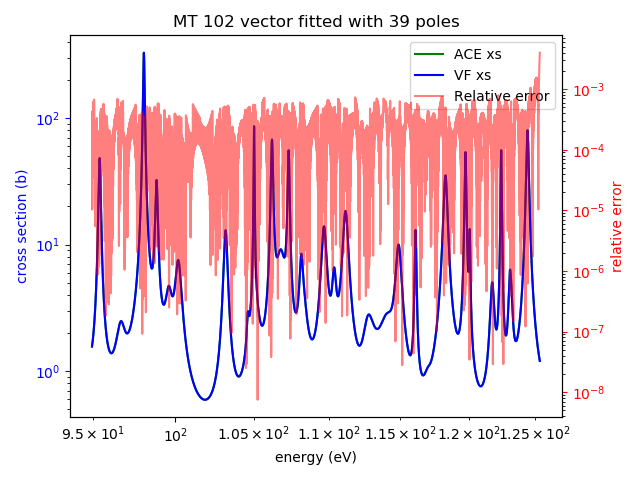 MT 102 vector fitted with 39 poles
ACE xs
VF xs
Relative error
cross section (b)
10²
10¹
10⁰
relative error
10⁻³
10⁻⁴
10⁻⁵
10⁻⁶
10⁻⁷
10⁻⁸
9.5 × 10¹ 10² 1.05 × 10² 1.1 × 10² 1.15 × 10² 1.2 × 10² 1.25 × 10²
energy (eV)